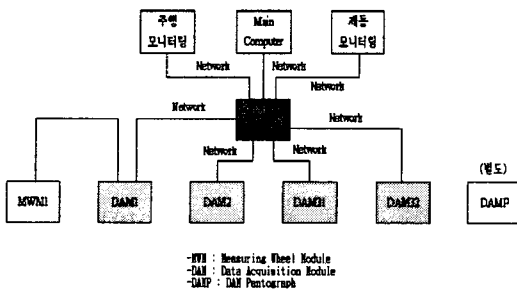 주행
모니터링
Main
Computer
제동
모니터링
Network
Network
Network
Network
Network
Network
Network
(별도)
MWM1
DAM1
DAM2
DAM31
DAM32
DAMP
-MWM : Measuring Wheel Module
-DAM : Data Acquisition Module
-DAMP : DAM Pantograph